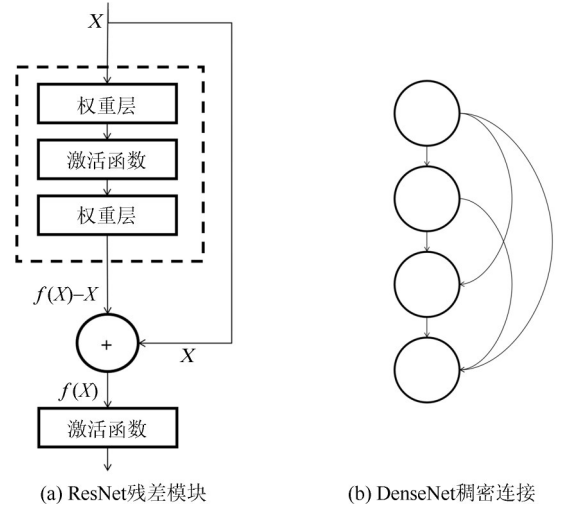 X
权重层
激活函数
权重层
f(X)−X
+
X
f(X)
激活函数
(a) ResNet残差模块
(b) DenseNet稠密连接